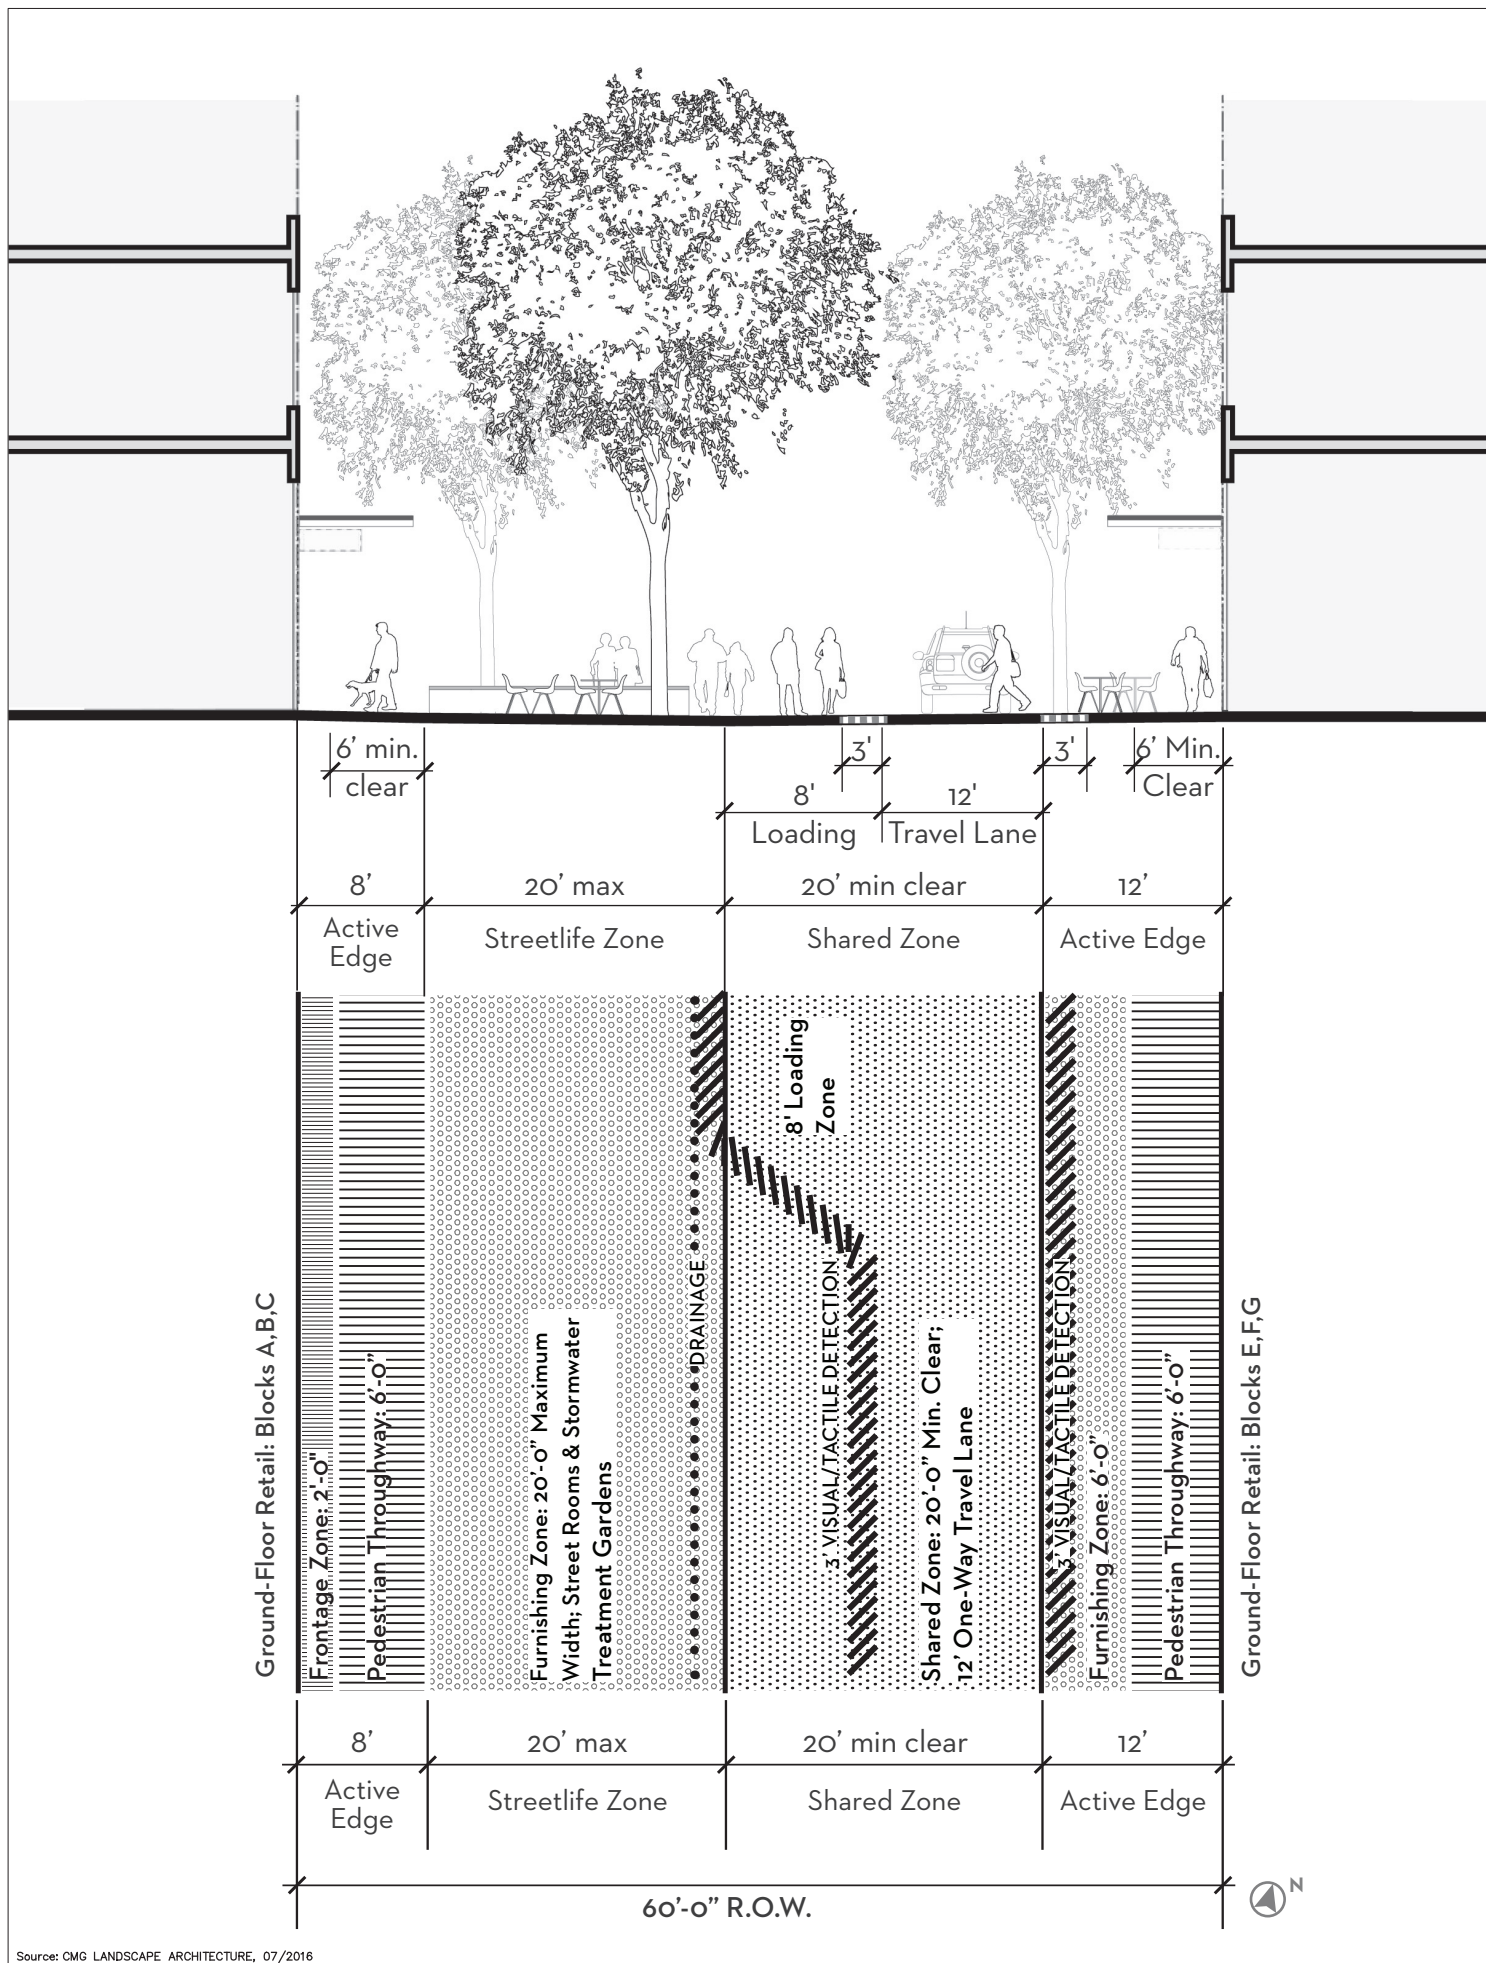 6' min.
clear
3'
3'
6' Min.
Clear
8'
Loading
12'
Travel Lane
8'
20' max
20' min clear
12'
Active
Edge
Streetlife Zone
Shared Zone
Active Edge
Ground-Floor Retail: Blocks A,B,C
Frontage Zone: 2'-0"
Pedestrian Throughway: 6'-0"
Furnishing Zone: 20'-0" Maximum
Width; Street Rooms & Stormwater
Treatment Gardens
DRAINAGE
8' Loading
Zone
3' VISUAL/TACTILE DETECTION
Shared Zone: 20'-0" Min. Clear;
12' One-Way Travel Lane
3' VISUAL/TACTILE DETECTION
Furnishing Zone: 6'-0"
Pedestrian Throughway: 6'-0"
Ground-Floor Retail: Blocks E,F,G
8'
20' max
20' min clear
12'
Active
Edge
Streetlife Zone
Shared Zone
Active Edge
60'-0" R.O.W.
N
Source: CMG LANDSCAPE ARCHITECTURE, 07/2016